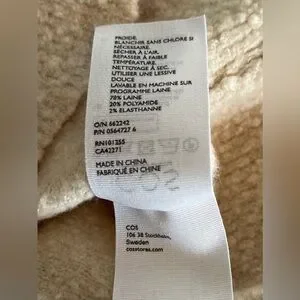 FROIDE.
BLANCHIR SANS CHLORE SI
NÉCESSAIRE.
SÉCHER À L'AIR.
REPASSER À FAIBLE
TEMPÉRATURE.
NETTOYAGE À SEC.
UTILISER UNE LESSIVE
DOUCE
LAVABLE EN MACHINE SUR
PROGRAMME LAINE
78% LAINE
20% POLYAMIDE
2% ELASTHANNE
O/N 662242
P/N 0564727 6
RN101255
CA42271
MADE IN CHINA
FABRIQUÉ EN CHINE
COS
106 38 Stockholm,
Sweden
cosstores.com